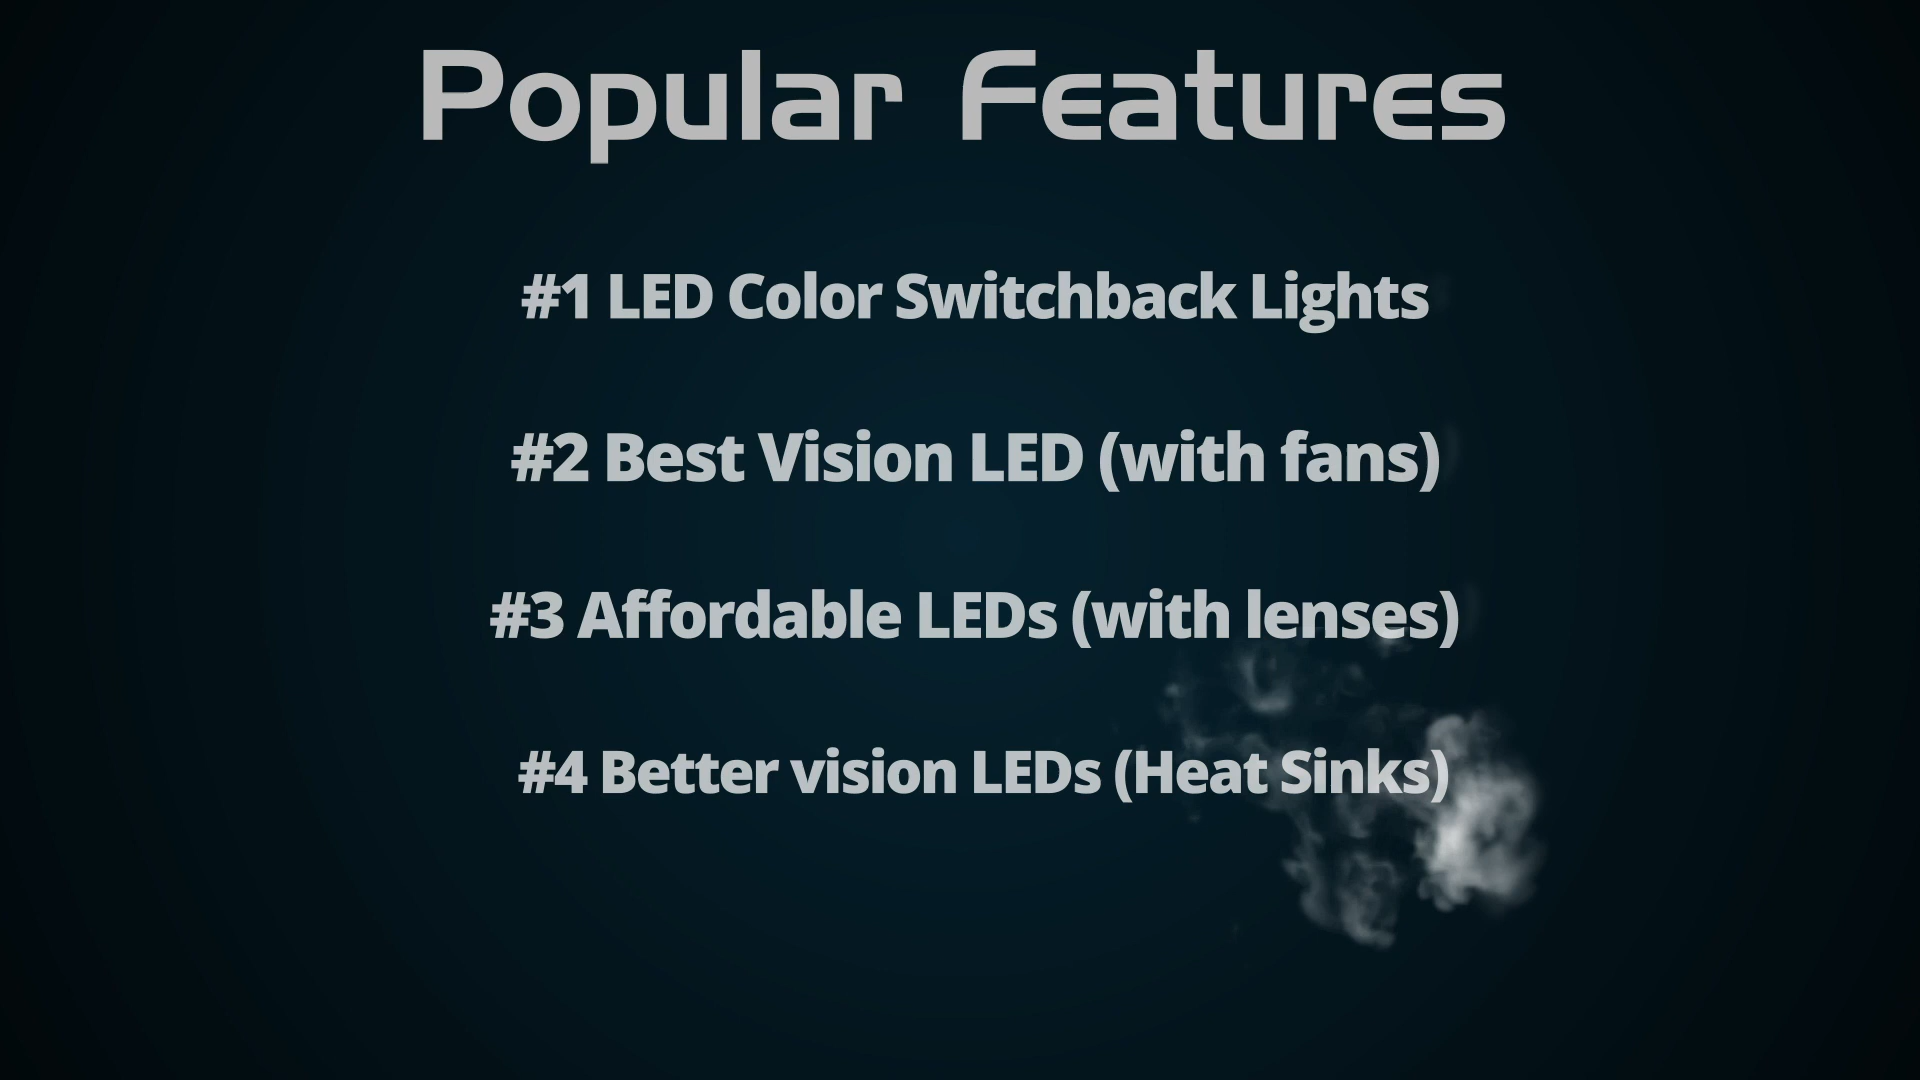 Popular Features
#1 LED Color Switchback Lights
#2 Best Vision LED (with fans)
#3 Affordable LEDs (with lenses)
#4 Better vision LEDs (Heat Sinks)